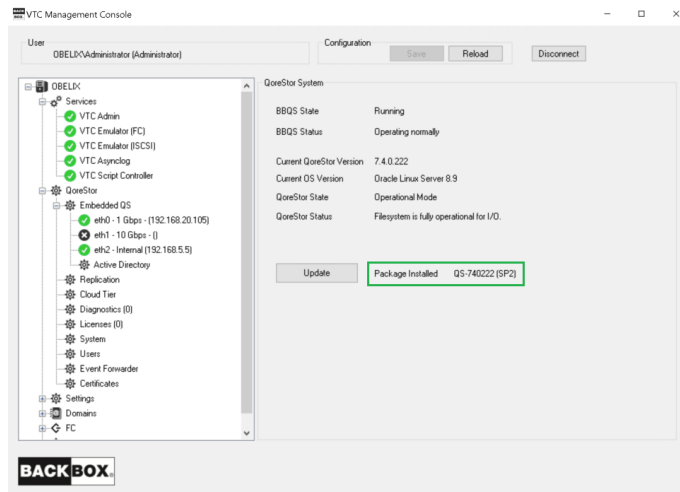 BACK BOX. VTC Management Console
User
OBELIX\Administrator (Administrator)
Configuration
Save
Reload
Disconnect
OBELIX
Services
VTC Admin
VTC Emulator (FC)
VTC Emulator (ISCSI)
VTC Asynclog
VTC Script Controller
QoreStor
Embedded QS
eth0 - 1 Gbps - (192.168.20.105)
eth1 - 10 Gbps - ()
eth2 - Internal (192.168.5.5)
Active Directory
Replication
Cloud Tier
Diagnostics (0)
Licenses (0)
System
Users
Event Forwarder
Certificates
Settings
Domains
FC
QoreStor System
BBQS State Running
BBQS Status Operating normally
Current QoreStor Version 7.4.0.222
Current OS Version Oracle Linux Server 8.9
QoreStor State Operational Mode
QoreStor Status Filesystem is fully operational for I/O.
Update Package Installed QS-740222 (SP2)
BACKBOX.